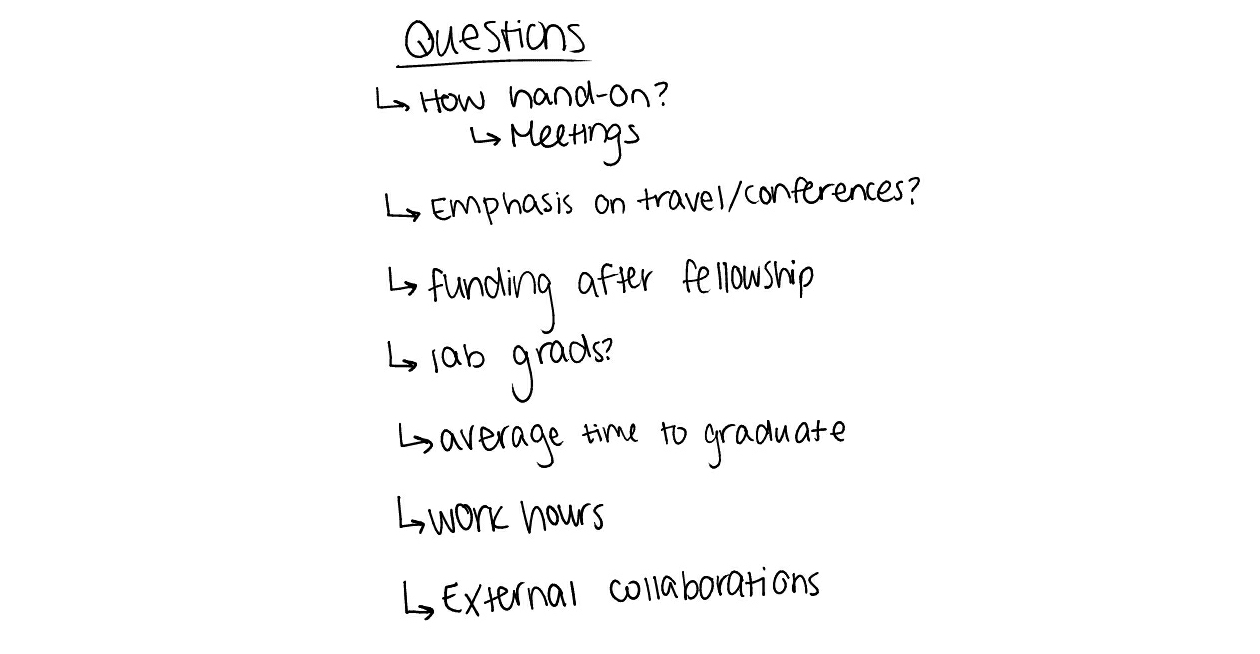 Questions
↳ How hand-on?
↳ Meetings
↳ Emphasis on travel/conferences?
↳ funding after fellowship
↳ lab grads?
↳ average time to graduate
↳ work hours
↳ External collaborations